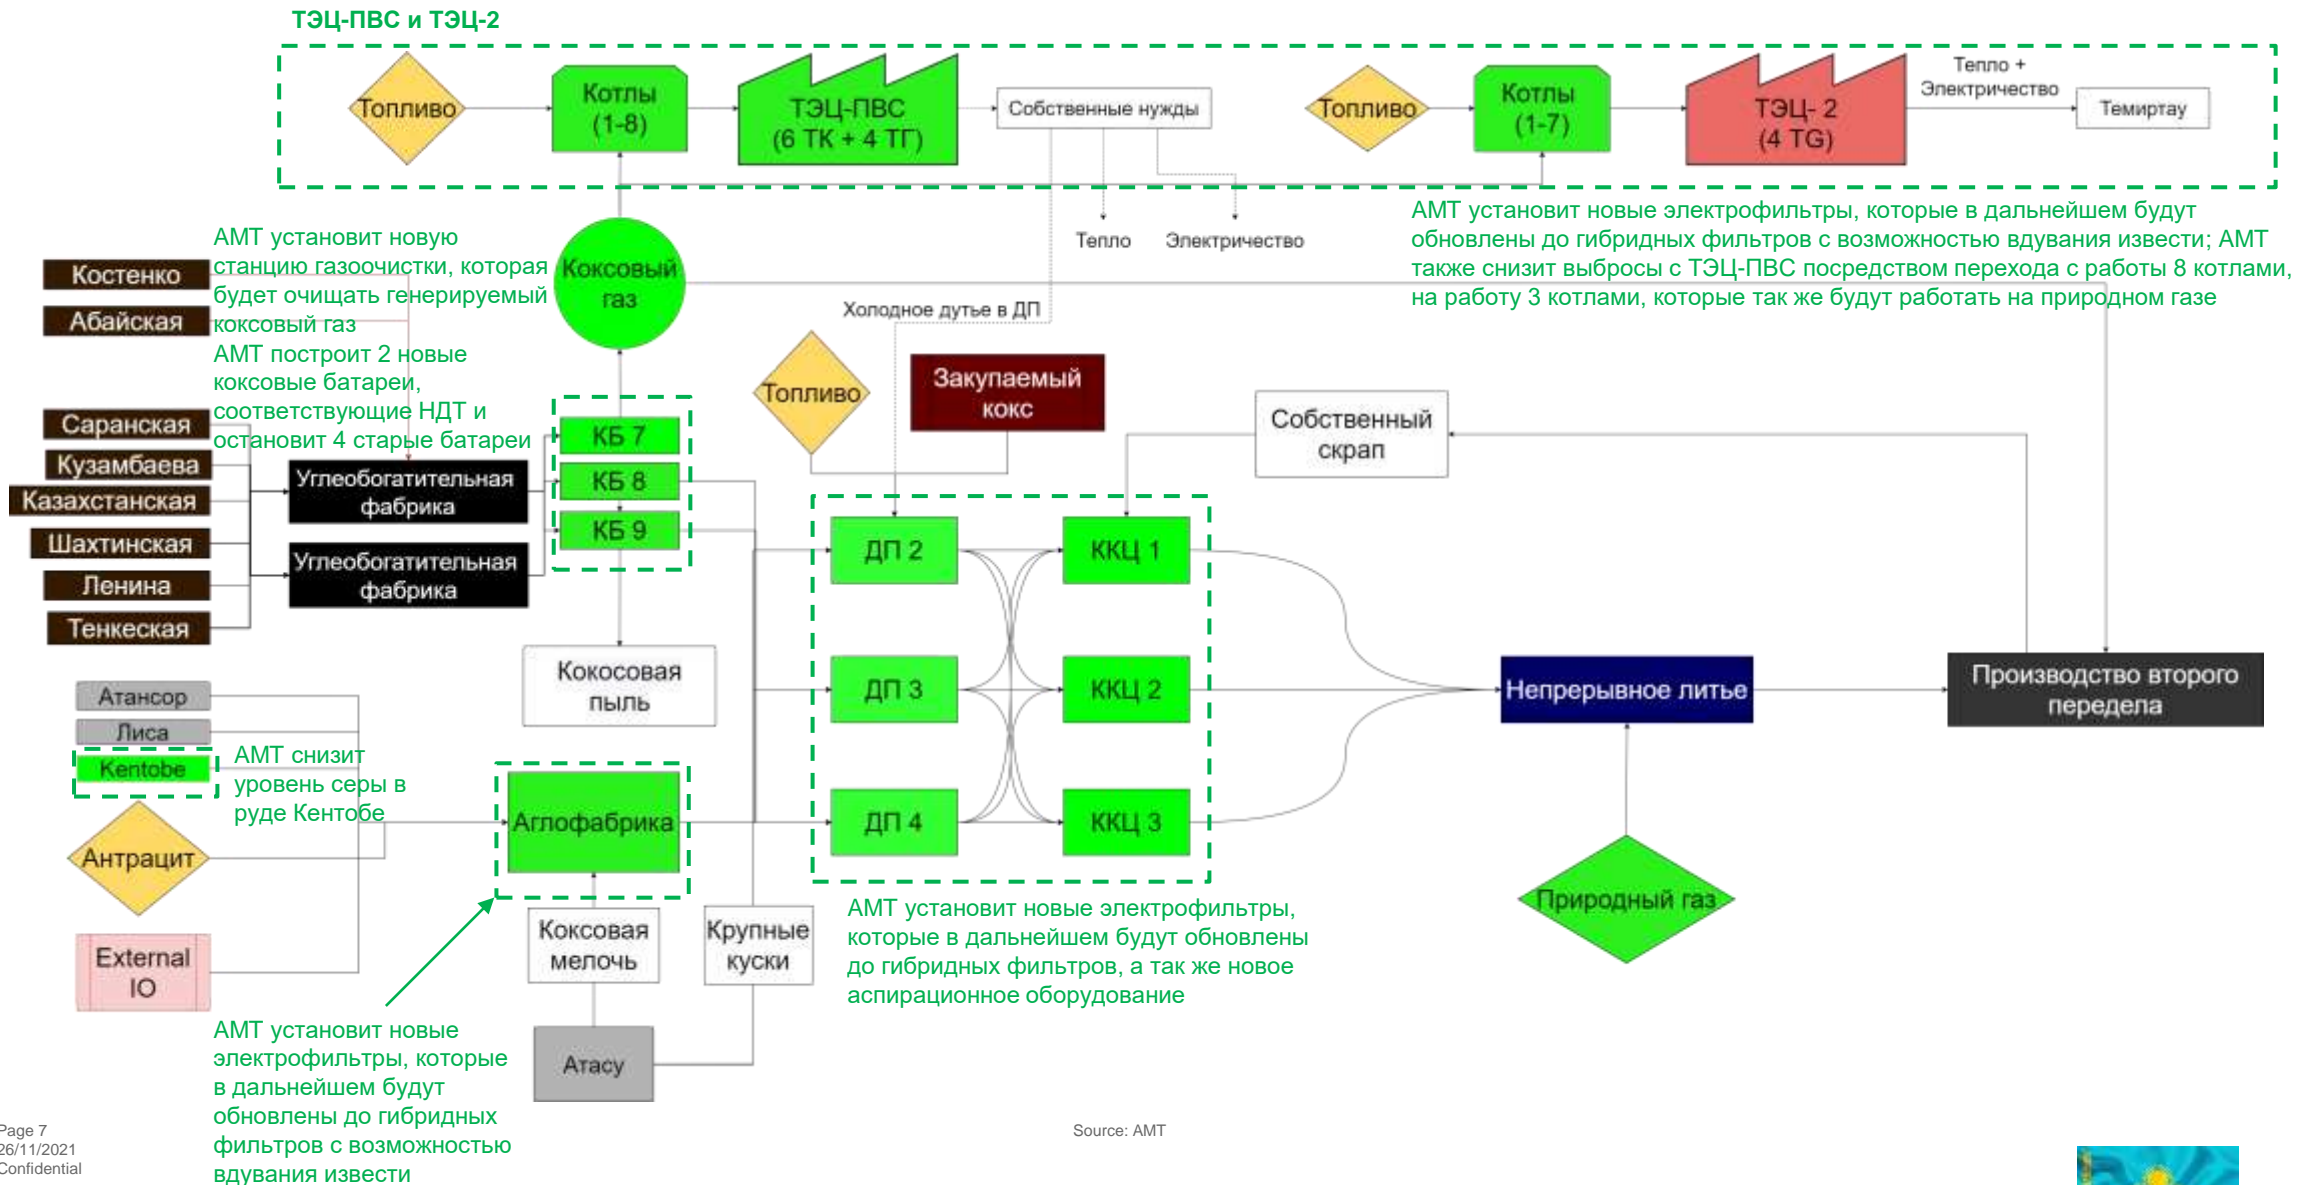 ТЭЦ-ПВС и ТЭЦ-2
Топливо
Котлы
(1-8)
ТЭЦ-ПВС
(6 ТК + 4 ТГ)
Собственные нужды
Топливо
Котлы
(1-7)
ТЭЦ- 2
(4 TG)
Тепло +
Электричество
Темиртау
Тепло
Электричество
АМТ установит новые электрофильтры, которые в дальнейшем будут
обновлены до гибридных фильтров с возможностью вдувания извести; АМТ
также снизит выбросы с ТЭЦ-ПВС посредством перехода с работы 8 котлами,
на работу 3 котлами, которые так же будут работать на природном газе
АМТ установит новую
станцию газоочистки, которая
будет очищать генерируемый
коксовый газ
АМТ построит 2 новые
коксовые батареи,
соответствующие НДТ и
остановит 4 старые батареи
Коксовый
газ
Костенко
Абайская
Саранская
Кузамбаева
Казахстанская
Шахтинская
Ленина
Тенкеская
Углеобогатительная
фабрика
Углеобогатительная
фабрика
КБ 7
КБ 8
КБ 9
Кокосовая
пыль
Холодное дутье в ДП
Топливо
Закупаемый
кокс
Собственный
скрап
ДП 2
ДП 3
ДП 4
ККЦ 1
ККЦ 2
ККЦ 3
Непрерывное литье
Производство второго
передела
Природный газ
Атансор
Лиса
Kentobe
АМТ снизит
уровень серы в
руде Кентобе
Антрацит
External
IO
Аглофабрика
Коксовая
мелочь
Крупные
куски
Атасу
АМТ установит новые электрофильтры,
которые в дальнейшем будут обновлены
до гибридных фильтров, а так же новое
аспирационное оборудование
АМТ установит новые
электрофильтры, которые
в дальнейшем будут
обновлены до гибридных
фильтров с возможностью
вдувания извести
Page 7
26/11/2021
Confidential
Source: AMT